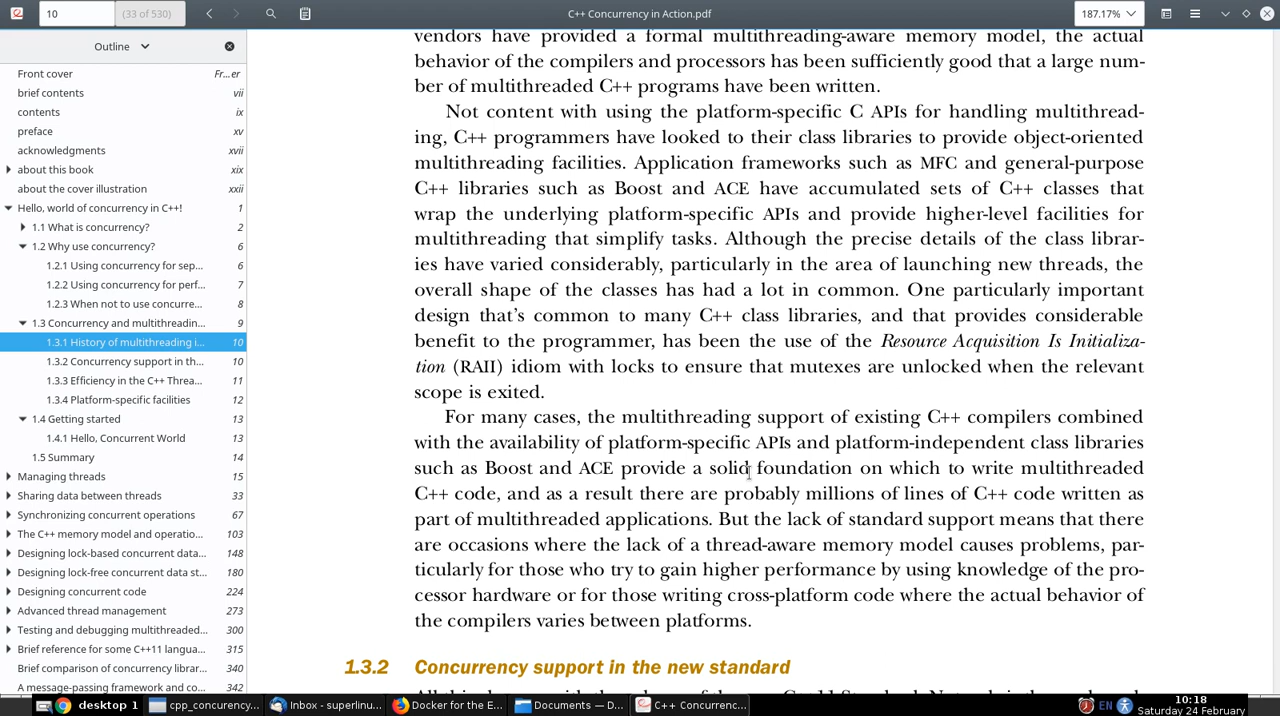 10
(33 of 530)
C++ Concurrency in Action.pdf
187.17%
Outline
Front cover Fr...er
brief contents vii
contents ix
preface xv
acknowledgments xvii
about this book xix
about the cover illustration xxii
Hello, world of concurrency in C++! 1
1.1 What is concurrency? 2
1.2 Why use concurrency? 6
1.2.1 Using concurrency for sep... 6
1.2.2 Using concurrency for perf... 7
1.2.3 When not to use concurre... 8
1.3 Concurrency and multithreadin... 9
1.3.1 History of multithreading i... 10
1.3.2 Concurrency support in th... 10
1.3.3 Efficiency in the C++ Threa... 11
1.3.4 Platform-specific facilities 12
1.4 Getting started 13
1.4.1 Hello, Concurrent World 13
1.5 Summary 14
Managing threads 15
Sharing data between threads 33
Synchronizing concurrent operations 67
The C++ memory model and operatio... 103
Designing lock-based concurrent data... 148
Designing lock-free concurrent data st... 180
Designing concurrent code 224
Advanced thread management 273
Testing and debugging multithreaded... 300
Brief reference for some C++11 langua... 315
Brief comparison of concurrency librar... 340
A message-passing framework and co... 342
vendors have provided a formal multithreading-aware memory model, the actual
behavior of the compilers and processors has been sufficiently good that a large num-
ber of multithreaded C++ programs have been written.
Not content with using the platform-specific C APIs for handling multithread-
ing, C++ programmers have looked to their class libraries to provide object-oriented
multithreading facilities. Application frameworks such as MFC and general-purpose
C++ libraries such as Boost and ACE have accumulated sets of C++ classes that
wrap the underlying platform-specific APIs and provide higher-level facilities for
multithreading that simplify tasks. Although the precise details of the class librar-
ies have varied considerably, particularly in the area of launching new threads, the
overall shape of the classes has had a lot in common. One particularly important
design that's common to many C++ class libraries, and that provides considerable
benefit to the programmer, has been the use of the Resource Acquisition Is Initializa-
tion (RAII) idiom with locks to ensure that mutexes are unlocked when the relevant
scope is exited.
For many cases, the multithreading support of existing C++ compilers combined
with the availability of platform-specific APIs and platform-independent class libraries
such as Boost and ACE provide a solid foundation on which to write multithreaded
C++ code, and as a result there are probably millions of lines of C++ code written as
part of multithreaded applications. But the lack of standard support means that there
are occasions where the lack of a thread-aware memory model causes problems, par-
ticularly for those who try to gain higher performance by using knowledge of the pro-
cessor hardware or for those writing cross-platform code where the actual behavior of
the compilers varies between platforms.
1.3.2 Concurrency support in the new standard
desktop 1
cpp_concurrency...
Inbox - superlinu...
Docker for the E...
Documents — D...
C++ Concurrenc...
EN
10:18
Saturday 24 February